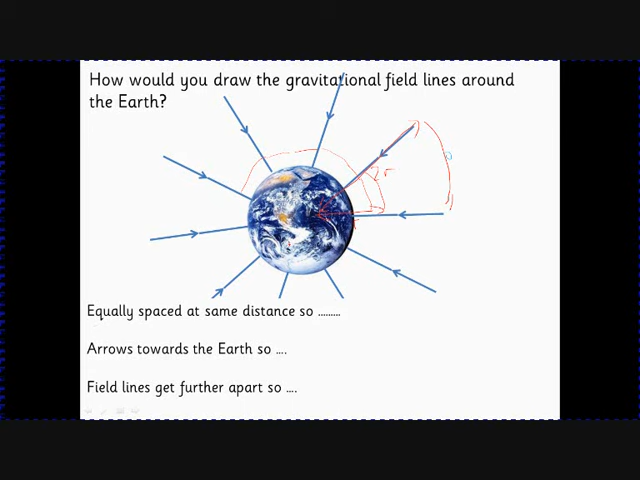 How would you draw the gravitational field lines around
the Earth?
2r
Equally spaced at same distance so .........
Arrows towards the Earth so ....
Field lines get further apart so ....